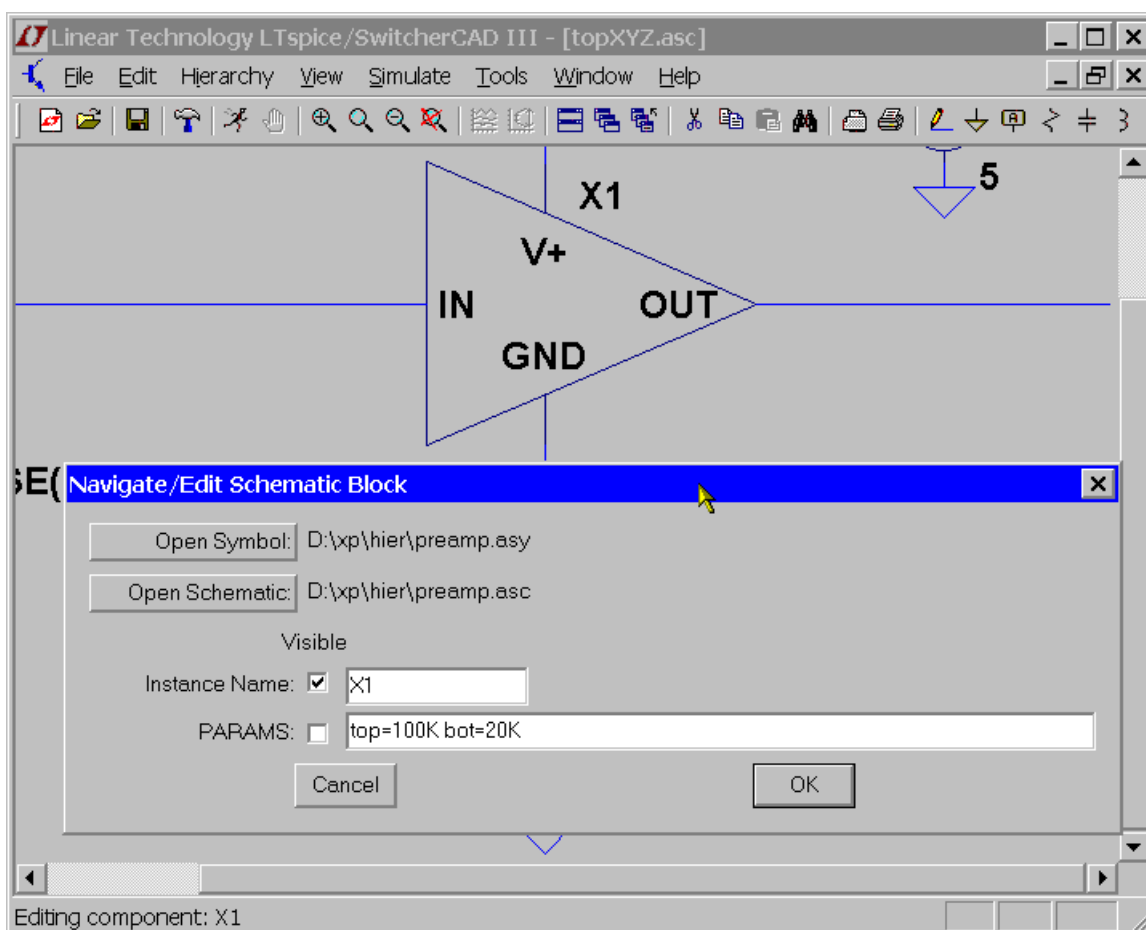 Linear Technology LTspice/SwitcherCAD III - [topXYZ.asc]
File Edit Hierarchy View Simulate Tools Window Help
5
X1
V+
IN OUT
GND
SE(
Navigate/Edit Schematic Block
Open Symbol: D:\xp\hier\preamp.asy
Open Schematic: D:\xp\hier\preamp.asc
Visible
Instance Name: X1
PARAMS: top=100K bot=20K
Cancel OK
Editing component: X1